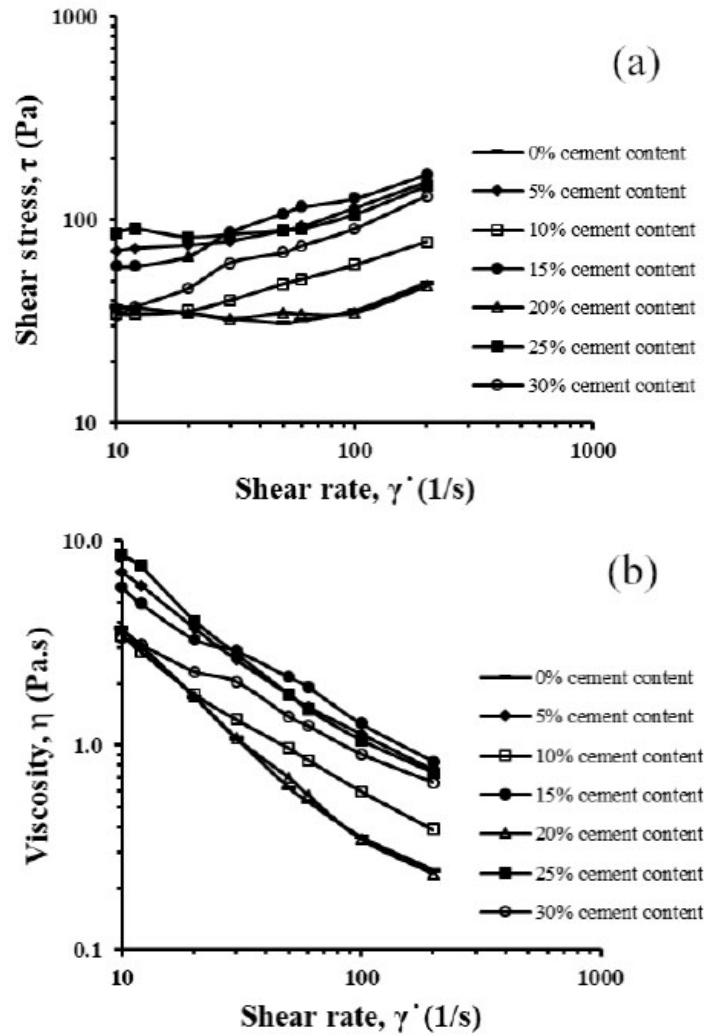 1000
(a)
Shear stress, τ (Pa)
0% cement content
5% cement content
100
10% cement content
15% cement content
20% cement content
25% cement content
30% cement content
10
10
100
1000
Shear rate, γ˙ (1/s)
10.0
(b)
Viscosity, η (Pa.s)
0% cement content
5% cement content
1.0
10% cement content
15% cement content
20% cement content
25% cement content
30% cement content
0.1
10
100
1000
Shear rate, γ˙ (1/s)